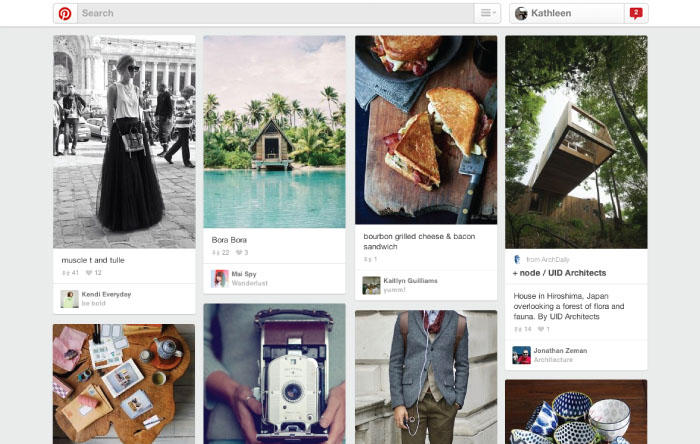 Search
Kathleen
2
muscle t and tulle
41 12
Kendi Everyday
be bold
Bora Bora
22 3
Mai Spy
Wanderlust
bourbon grilled cheese & bacon
sandwich
1
Kaitlyn Guilliams
yumm!
from ArchDaily
+ node / UID Architects
House in Hiroshima, Japan
overlooking a forest of flora and
fauna. By UID Architects
14 1
Jonathan Zeman
Architecture